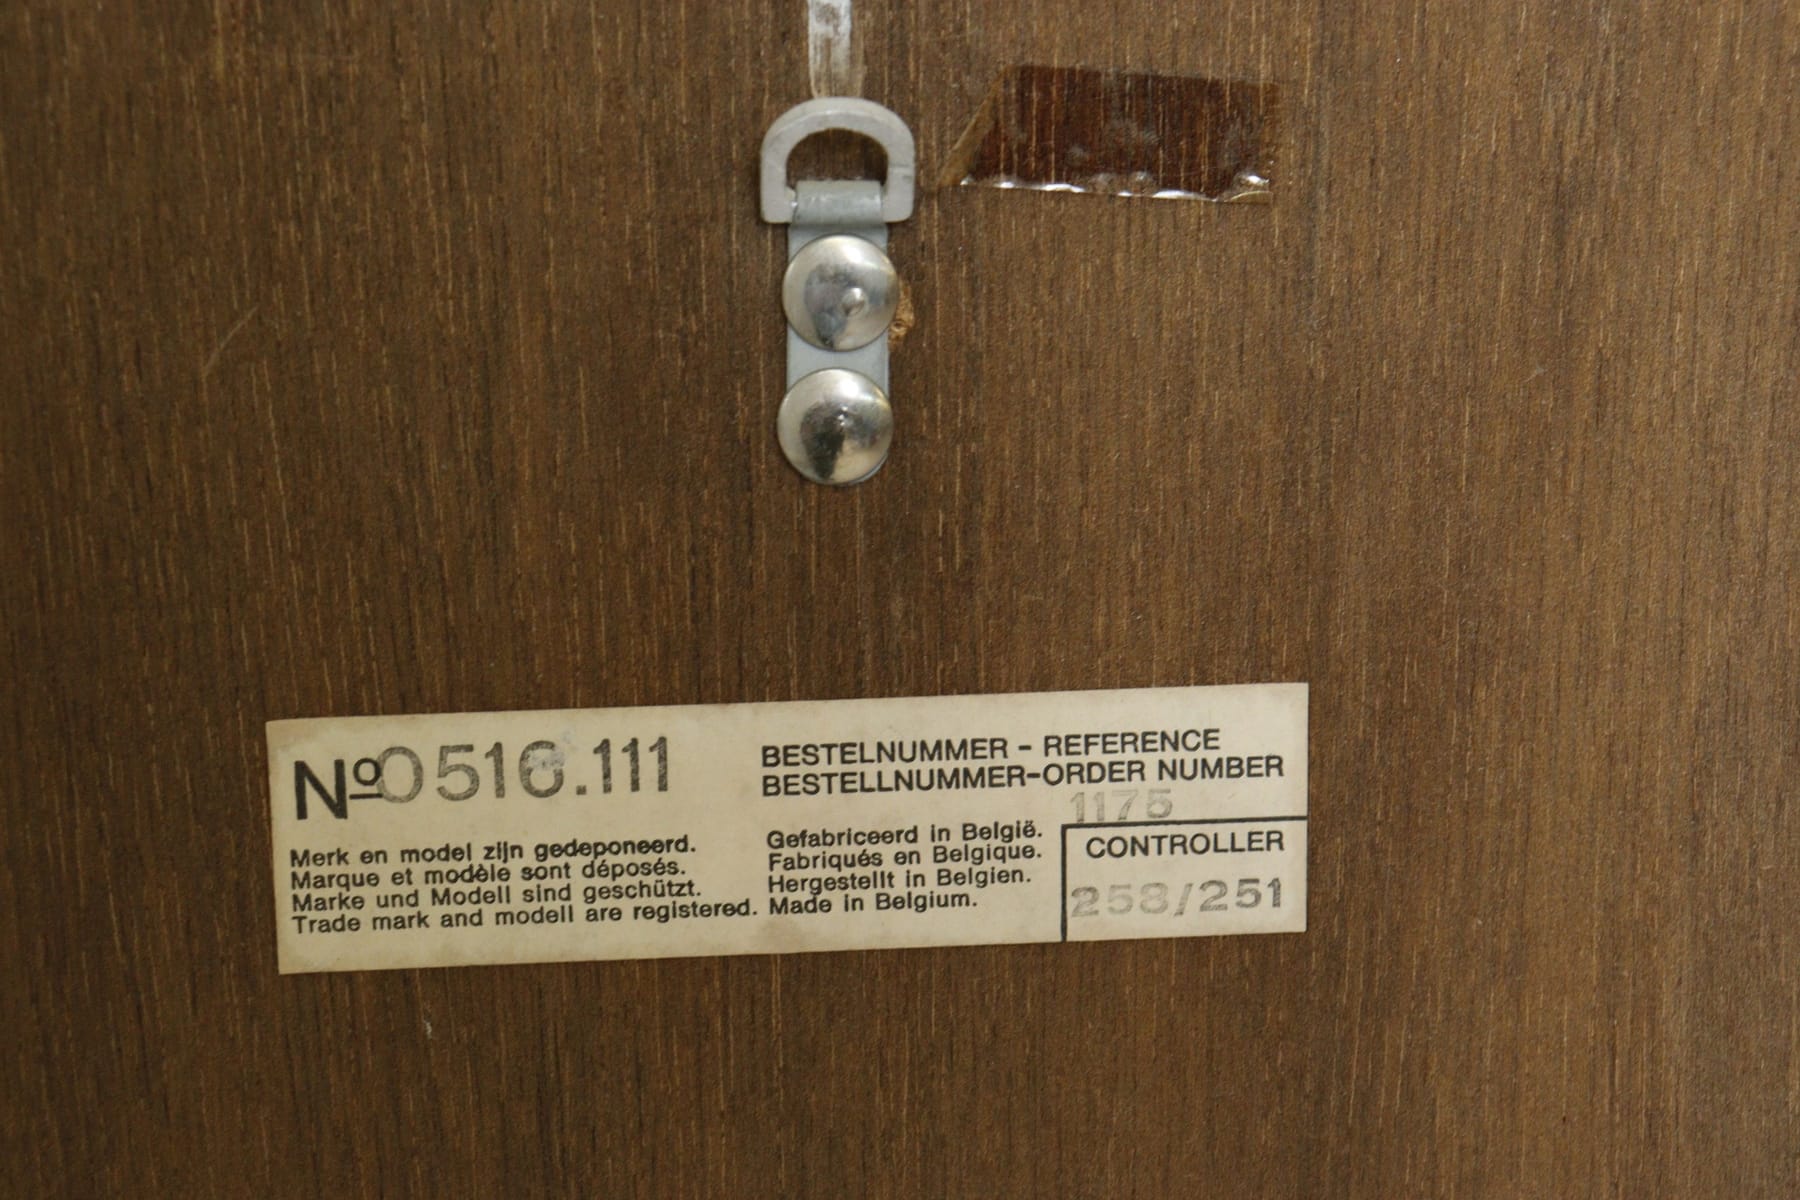 Nº 0516.111
Merk en model zijn gedeponeerd.
Marque et modèle sont déposés.
Marke und Modell sind geschützt.
Trade mark and modell are registered.
BESTELNUMMER - REFERENCE
BESTELLNUMMER-ORDER NUMBER
1175
Gefabriceerd in België.
Fabriqués en Belgique.
Hergestellt in Belgien.
Made in Belgium.
CONTROLLER
258/251